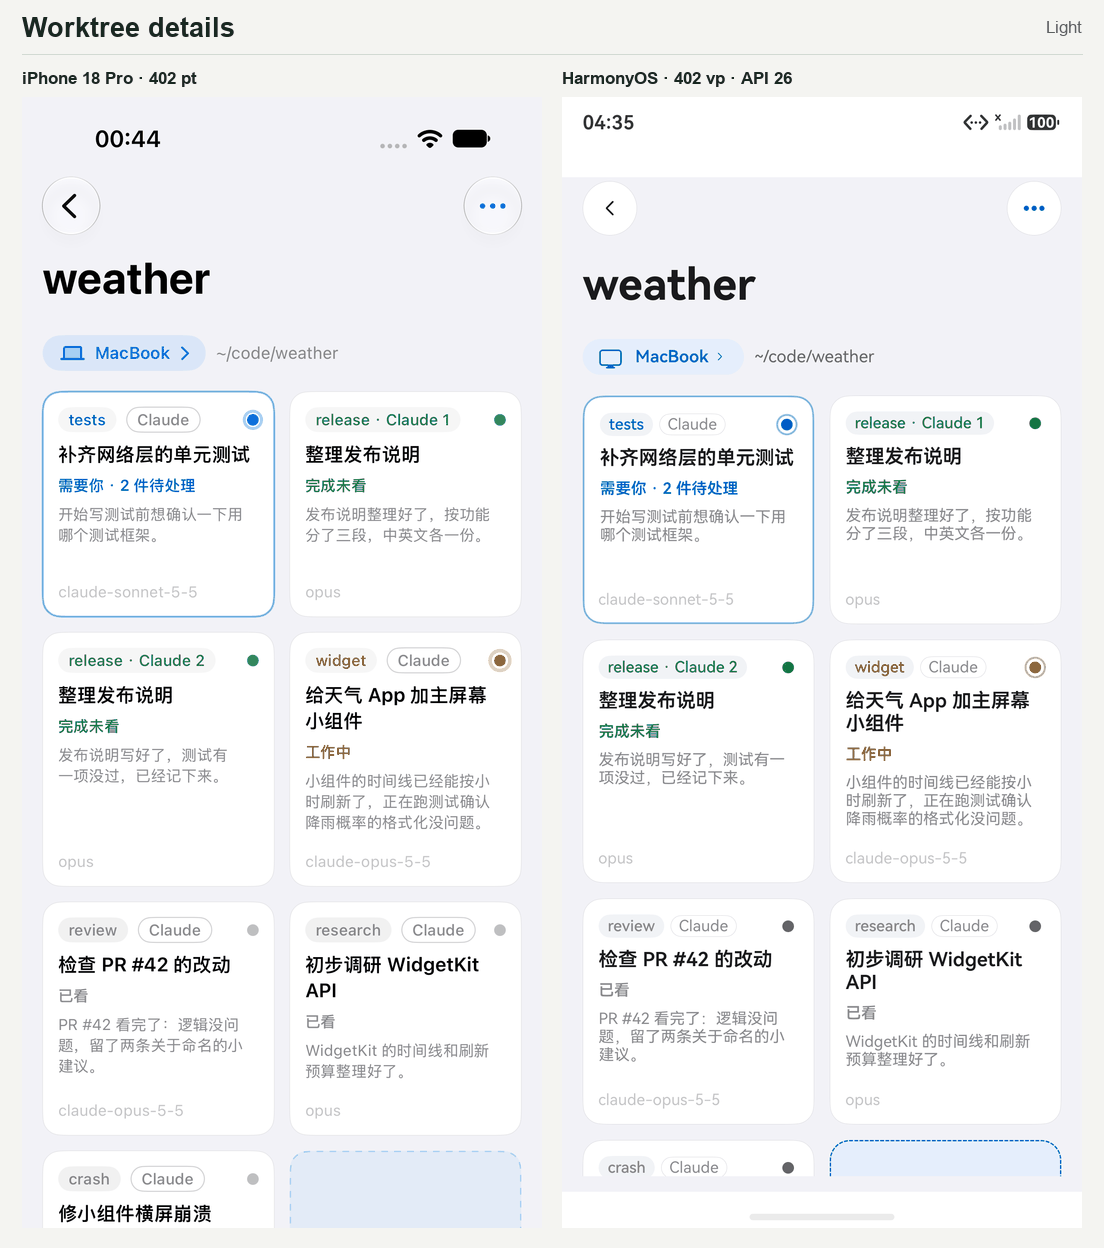 Worktree details
Light
iPhone 18 Pro · 402 pt
00:44
weather
MacBook
~/code/weather
tests
Claude
补齐网络层的单元测试
需要你 · 2 件待处理
开始写测试前想确认一下用
哪个测试框架。
claude-sonnet-5-5
release · Claude 1
整理发布说明
完成未看
发布说明整理好了，按功能
分了三段，中英文各一份。
opus
release · Claude 2
整理发布说明
完成未看
发布说明写好了，测试有
一项没过，已经记下来。
opus
widget
Claude
给天气 App 加主屏幕
小组件
工作中
小组件的时间线已经能按小
时刷新了，正在跑测试确认
降雨概率的格式化没问题。
claude-opus-5-5
review
Claude
检查 PR #42 的改动
已看
PR #42 看完了：逻辑没问
题，留了两条关于命名的小
建议。
claude-opus-5-5
research
Claude
初步调研 WidgetKit
API
已看
WidgetKit 的时间线和刷新
预算整理好了。
opus
crash
Claude
修小组件横屏崩溃
HarmonyOS · 402 vp · API 26
04:35
100
weather
MacBook
~/code/weather
tests
Claude
补齐网络层的单元测试
需要你 · 2 件待处理
开始写测试前想确认一下用
哪个测试框架。
claude-sonnet-5-5
release · Claude 1
整理发布说明
完成未看
发布说明整理好了，按功能
分了三段，中英文各一份。
opus
release · Claude 2
整理发布说明
完成未看
发布说明写好了，测试有一
项没过，已经记下来。
opus
widget
Claude
给天气 App 加主屏幕
小组件
工作中
小组件的时间线已经能按小
时刷新了，正在跑测试确认
降雨概率的格式化没问题。
claude-opus-5-5
review
Claude
检查 PR #42 的改动
已看
PR #42 看完了：逻辑没问
题，留了两条关于命名的小
建议。
claude-opus-5-5
research
Claude
初步调研 WidgetKit
API
已看
WidgetKit 的时间线和刷新
预算整理好了。
opus
crash
Claude